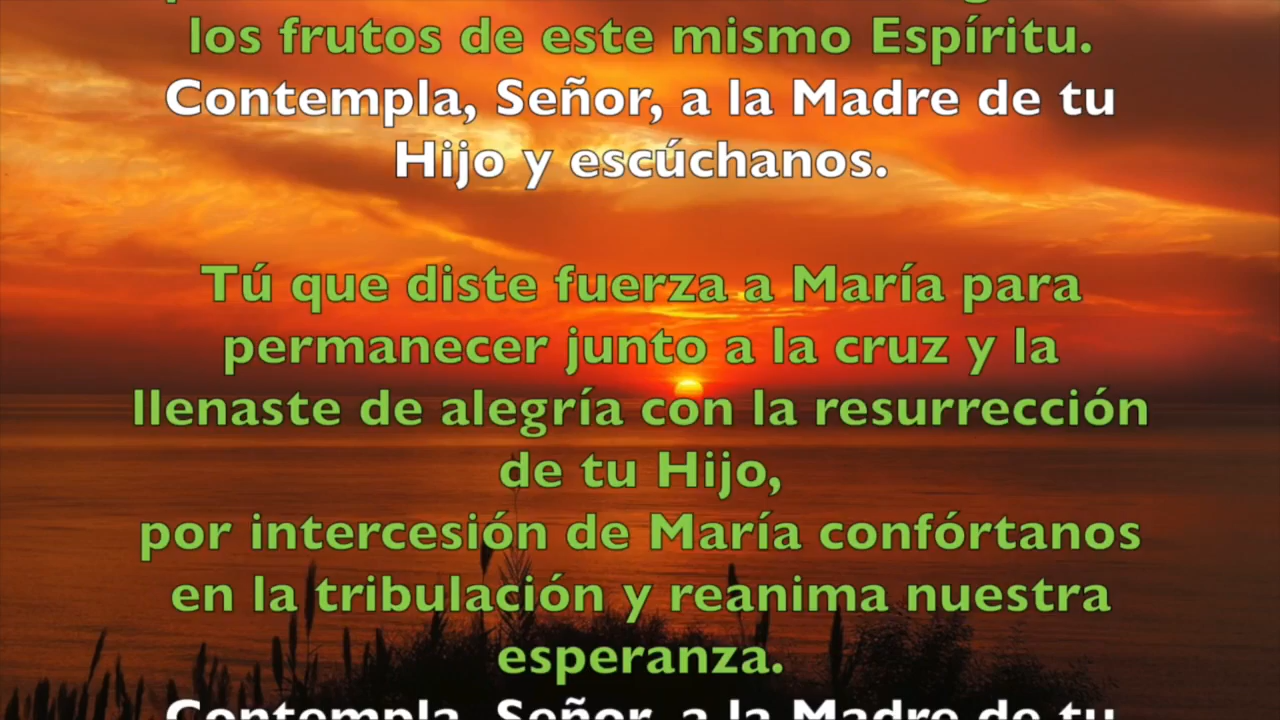 los frutos de este mismo Espíritu.
Contempla, Señor, a la Madre de tu
Hijo y escúchanos.
Tú que diste fuerza a María para
permanecer junto a la cruz y la
llenaste de alegría con la resurrección
de tu Hijo,
por intercesión de María confórtanos
en la tribulación y reanima nuestra
esperanza.
Contempla, Señor, a la Madre de tu